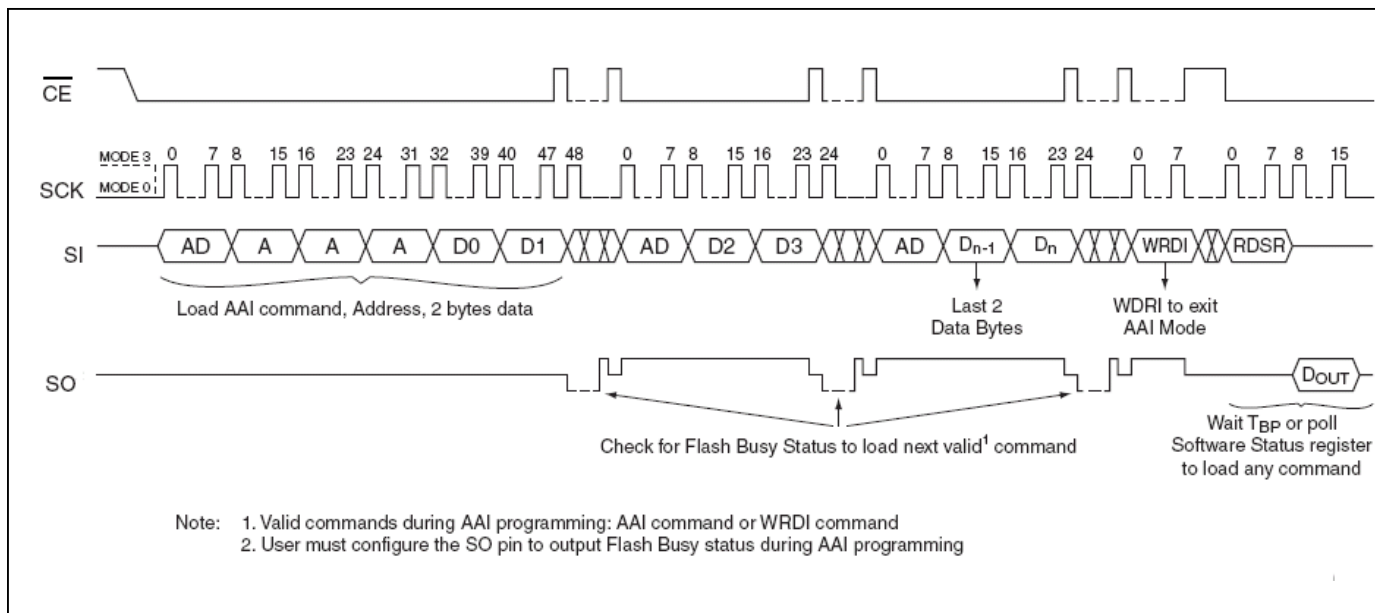 CE
MODE 3 0 7 8 15 16 23 24 31 32 39 40 47 48 0 7 8 15 16 23 24 0 7 8 15 16 23 24 0 7 0 7 8 15
SCK MODE 0
SI AD A A A D0 D1 AD D2 D3 AD Dn-1 Dn WRDI RDSR
Load AAI command, Address, 2 bytes data
Last 2
Data Bytes
WDRI to exit
AAI Mode
SO DOUT
Check for Flash Busy Status to load next valid1 command
Wait TBP or poll
Software Status register
to load any command
Note: 1. Valid commands during AAI programming: AAI command or WRDI command
2. User must configure the SO pin to output Flash Busy status during AAI programming